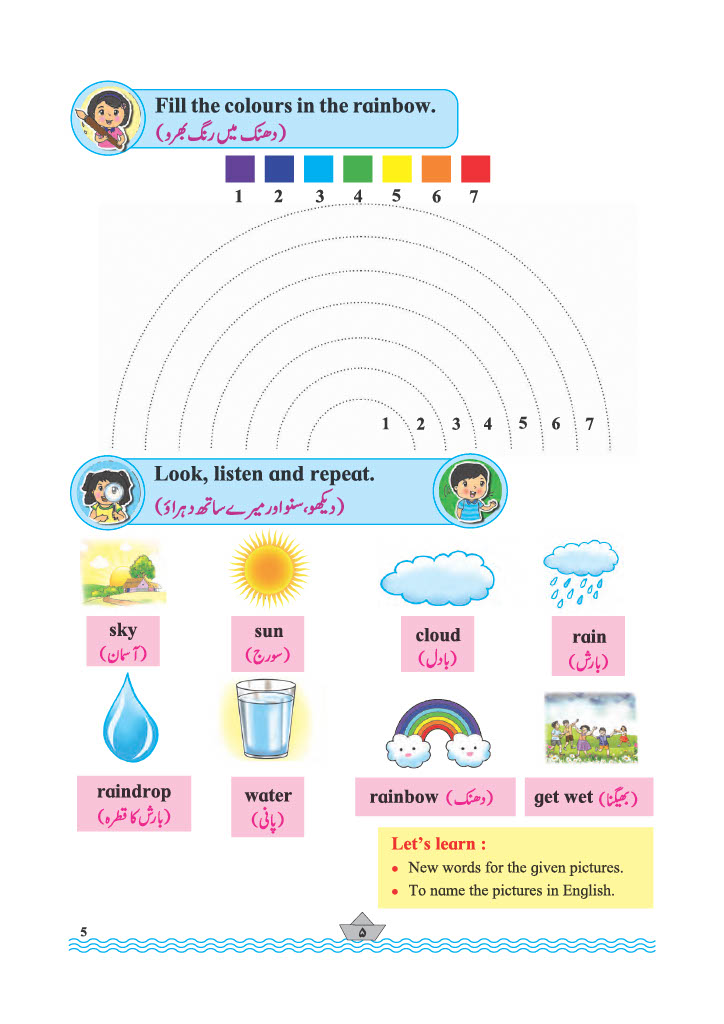 Fill the colours in the rainbow.
(دھنک میں رنگ بھرو)
1 2 3 4 5 6 7
1 2 3 4 5 6 7
Look, listen and repeat.
(دیکھو، سنو اور میرے ساتھ دہراؤ)
sky sun cloud rain
(آسمان) (سورج) (بادل) (بارش)
raindrop water rainbow (دھنک) get wet (بھیگنا)
(بارش کا قطرہ) (پانی)
Let's learn :
• New words for the given pictures.
• To name the pictures in English.
5 ۵